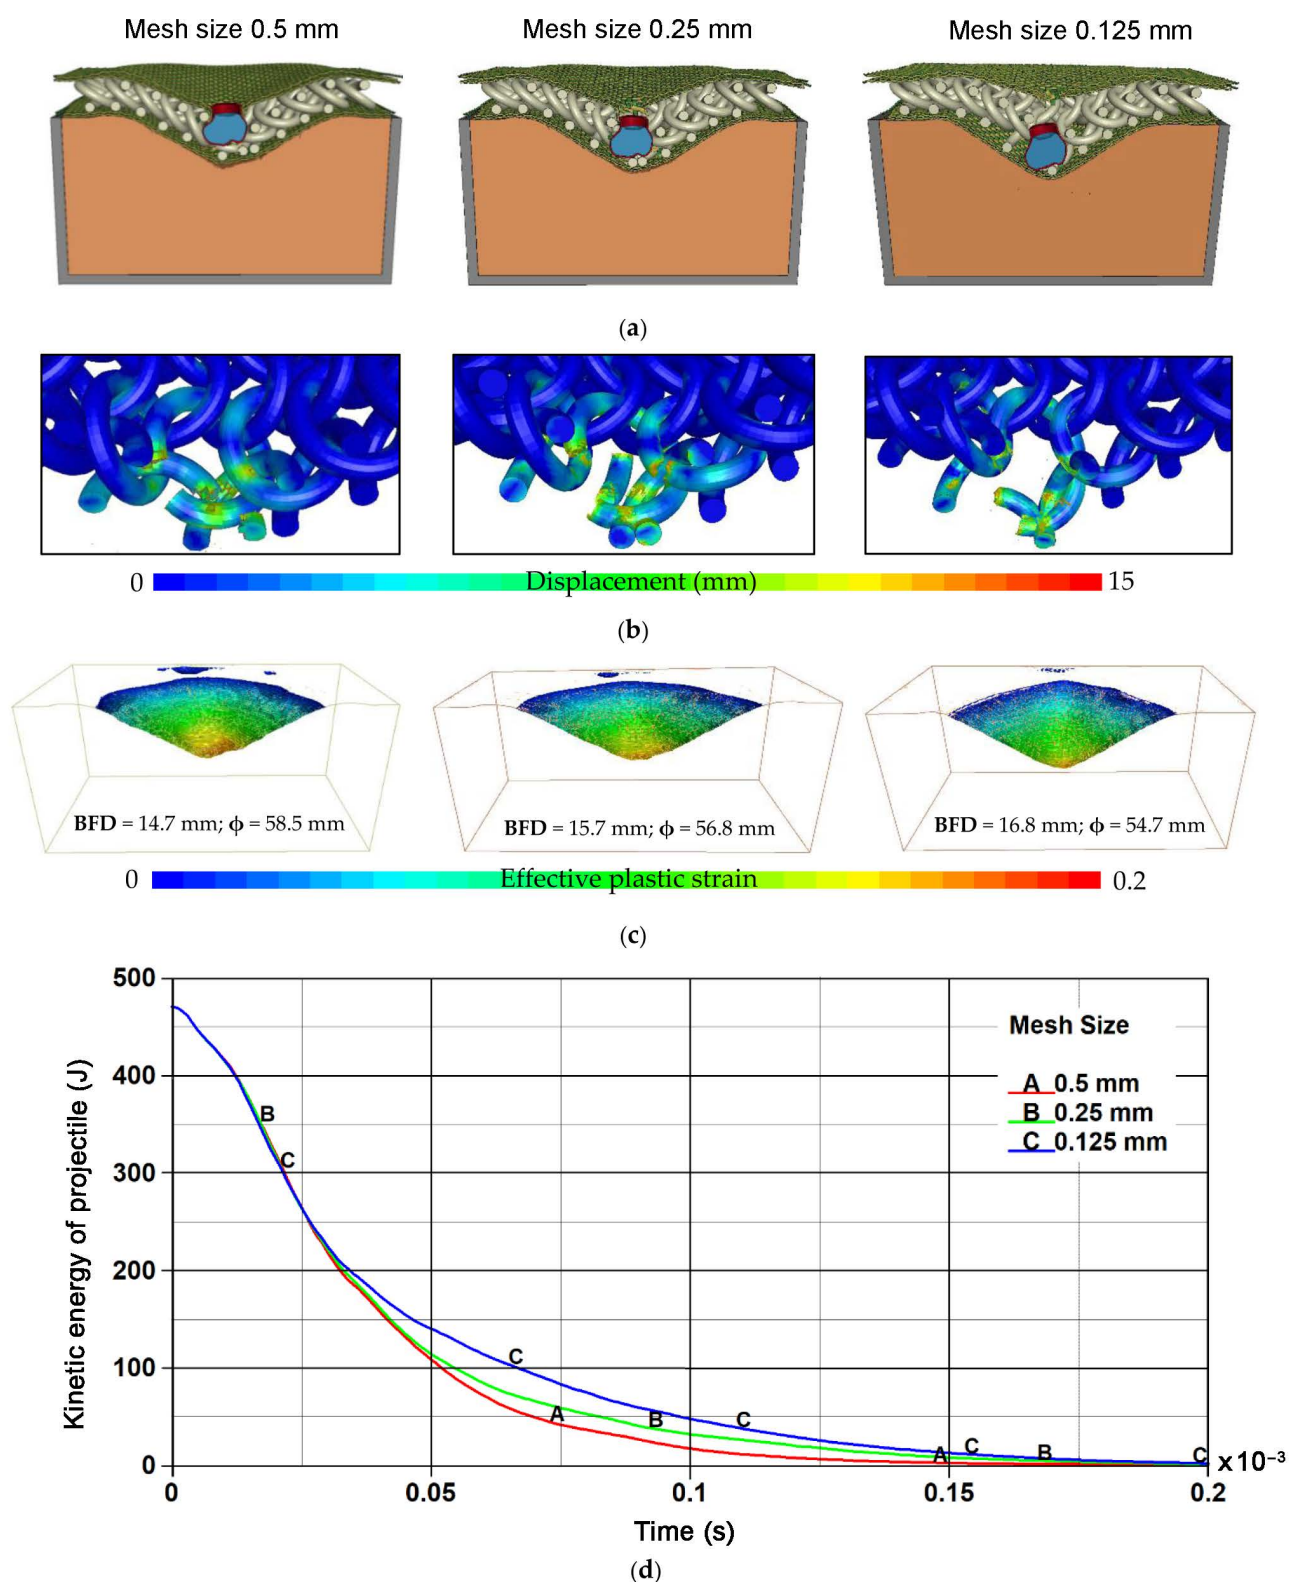 Mesh size 0.5 mm
Mesh size 0.25 mm
Mesh size 0.125 mm
(a)
0 Displacement (mm) 15
(b)
BFD = 14.7 mm; ϕ = 58.5 mm
BFD = 15.7 mm; ϕ = 56.8 mm
BFD = 16.8 mm; ϕ = 54.7 mm
0 Effective plastic strain 0.2
(c)
500
400
300
200
100
0
Kinetic energy of projectile (J)
Mesh Size
A 0.5 mm
B 0.25 mm
C 0.125 mm
B
C
C
A
B
C
A
C
B
C
0 0.05 0.1 0.15 0.2
x10⁻³
Time (s)
(d)